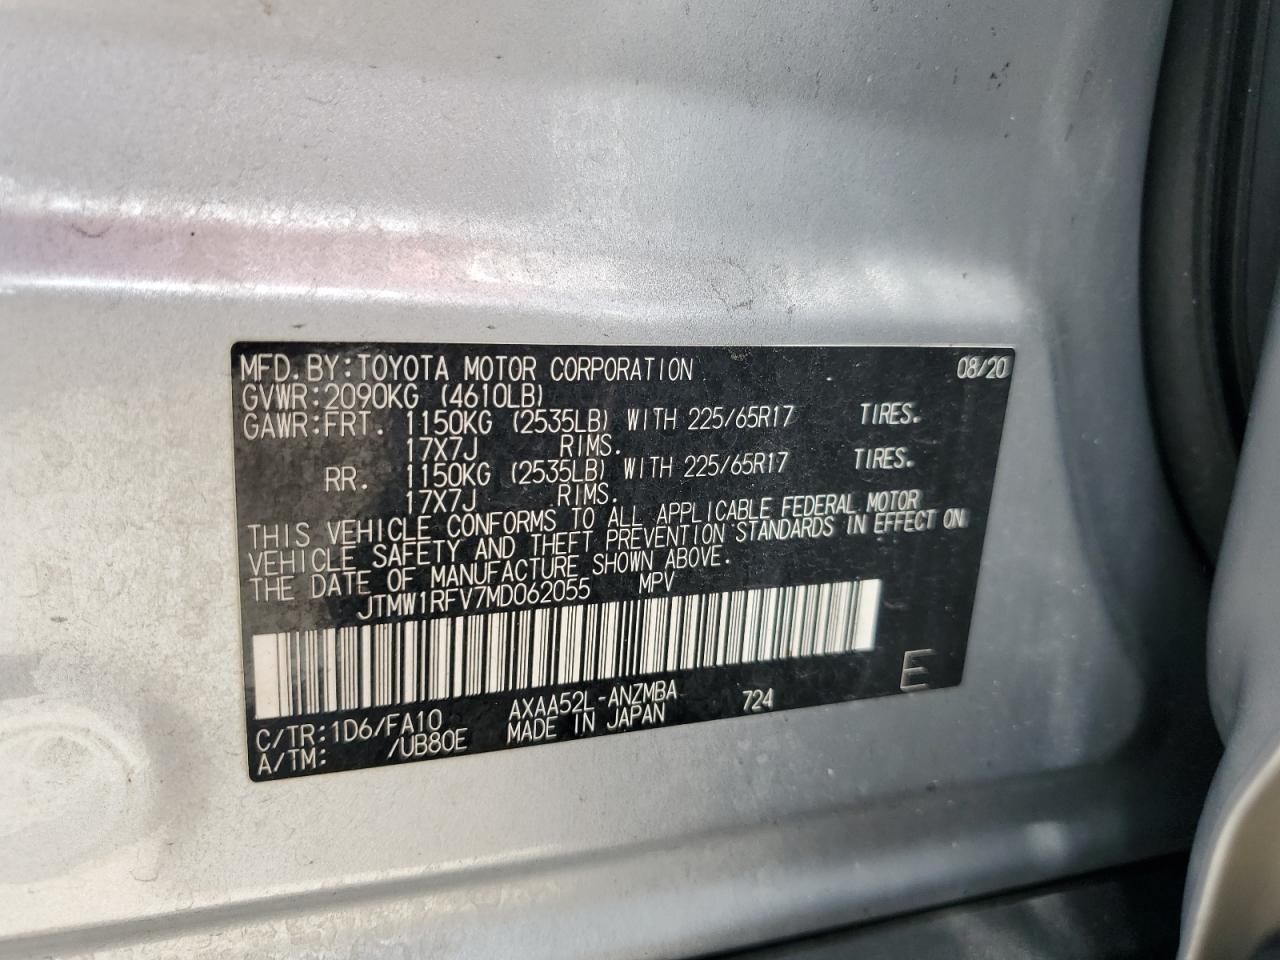 MFD. BY: TOYOTA MOTOR CORPORATION 08/20
GVWR: 2090KG (4610LB)
GAWR: FRT. 1150KG (2535LB) WITH 225/65R17 TIRES.
17X7J RIMS.
RR. 1150KG (2535LB) WITH 225/65R17 TIRES.
17X7J RIMS.
THIS VEHICLE CONFORMS TO ALL APPLICABLE FEDERAL MOTOR
VEHICLE SAFETY AND THEFT PREVENTION STANDARDS IN EFFECT ON
THE DATE OF MANUFACTURE SHOWN ABOVE.
JTMW1RFV7MD062055 MPV
E
C/TR: 1D6/FA10 AXAA52L-ANZMBA 724
A/TM: /UB80E MADE IN JAPAN